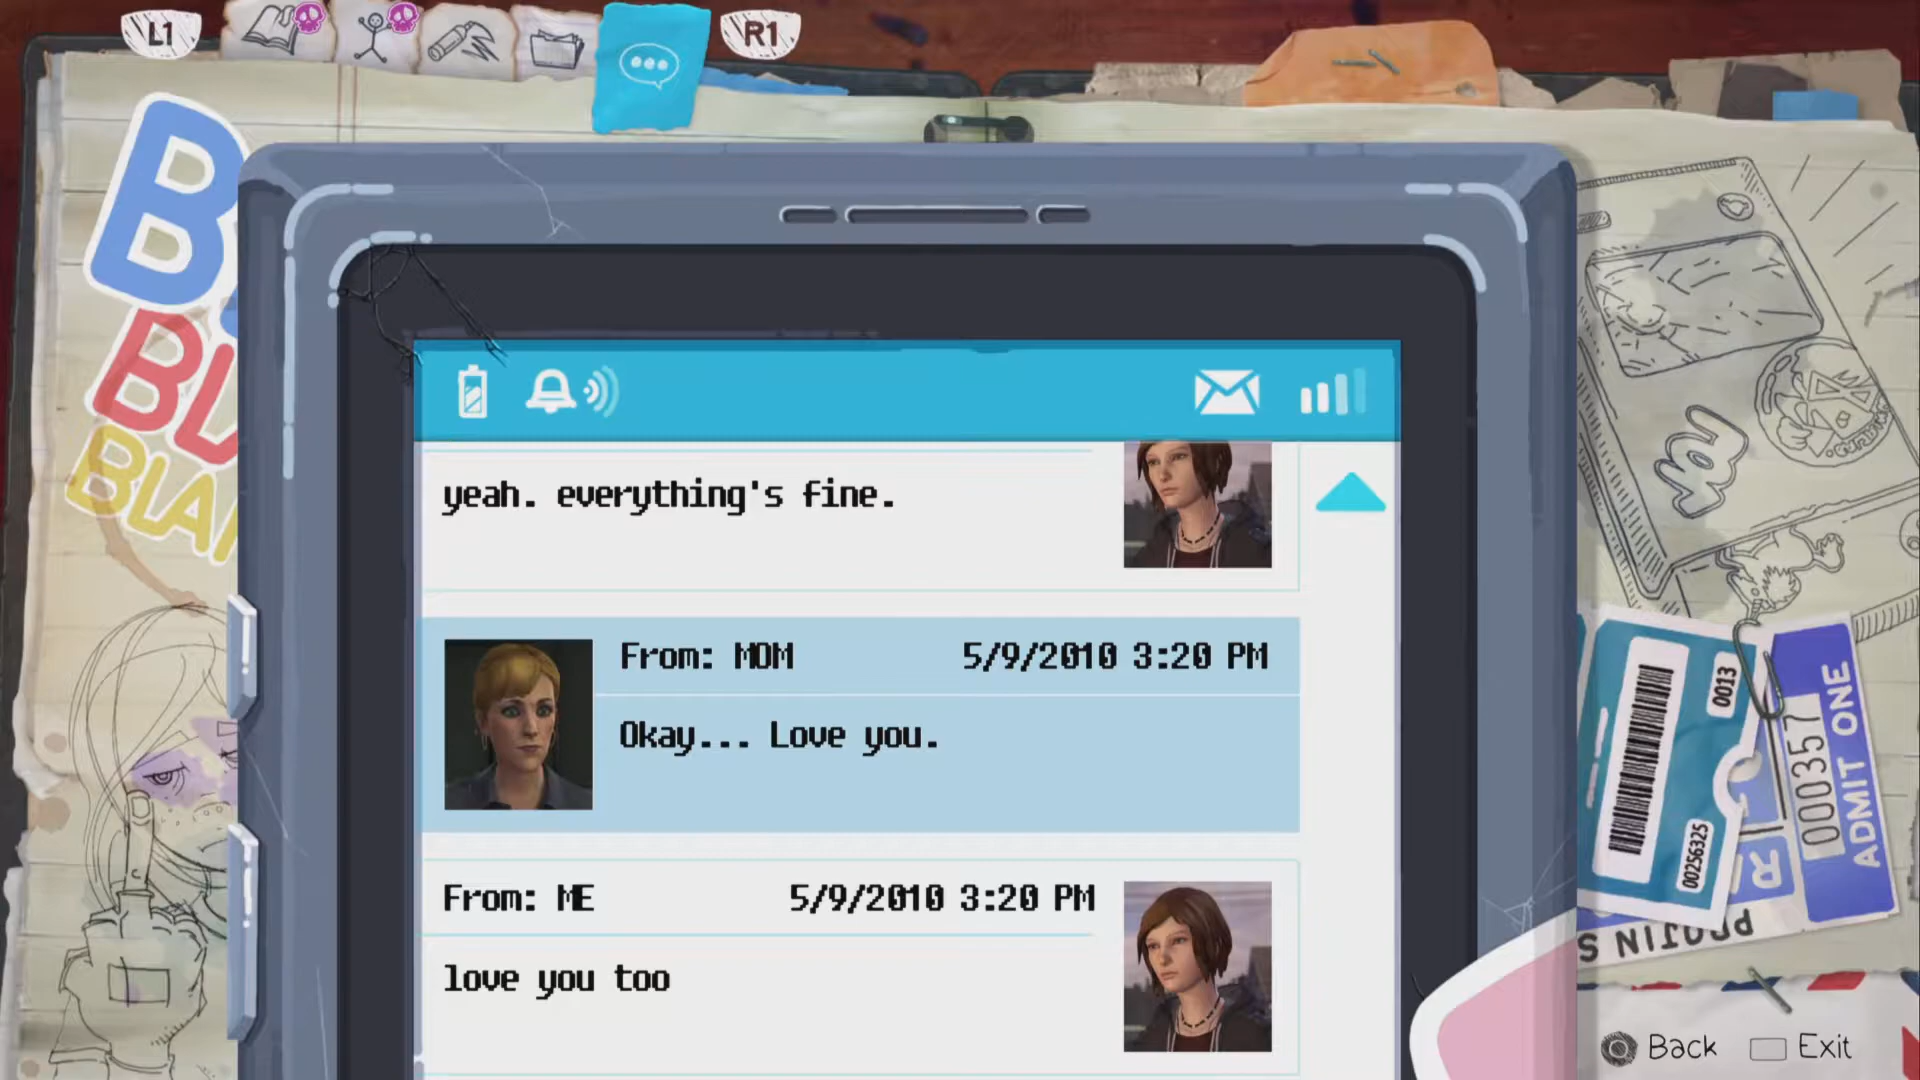 L1
R1
yeah. everything's fine.
From: MOM 5/9/2010 3:20 PM
Okay... Love you.
From: ME 5/9/2010 3:20 PM
love you too
0013
00256325
000357
ADMIT ONE
Back Exit